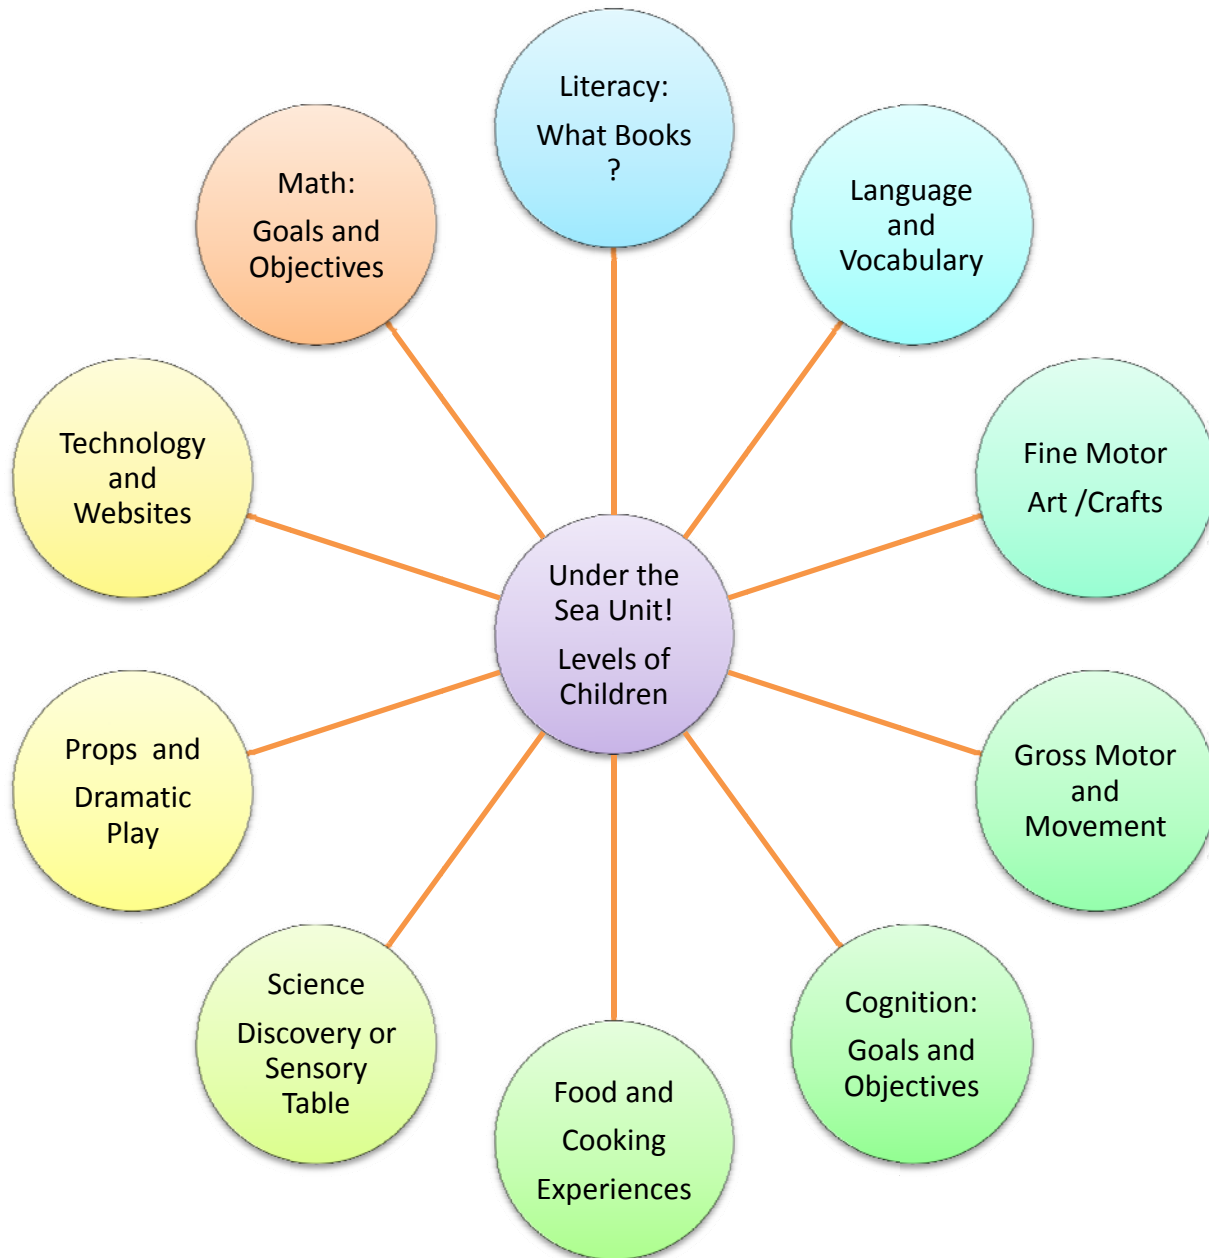 Literacy:
What Books
?
Language
and
Vocabulary
Fine Motor
Art /Crafts
Gross Motor
and
Movement
Cognition:
Goals and
Objectives
Food and
Cooking
Experiences
Science
Discovery or
Sensory
Table
Props  and
Dramatic
Play
Technology
and
Websites
Math:
Goals and
Objectives
Under the
Sea Unit!
Levels of
Children